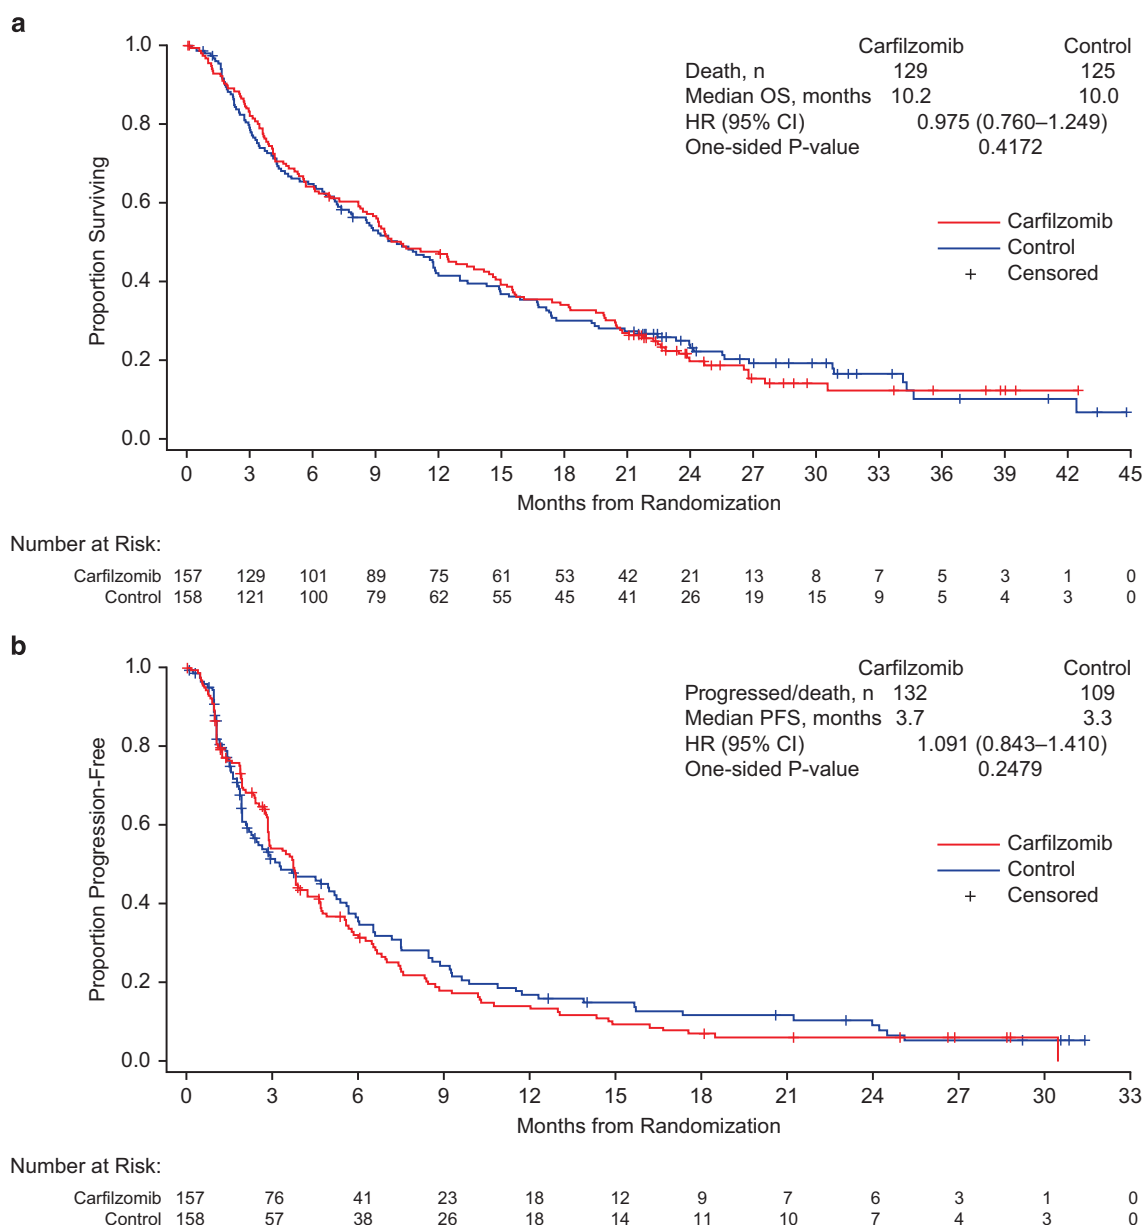 a
Carfilzomib Control
Death, n 129 125
Median OS, months 10.2 10.0
HR (95% CI) 0.975 (0.760–1.249)
One-sided P-value 0.4172
Carfilzomib
Control
+ Censored
Proportion Surviving
1.0
0.8
0.6
0.4
0.2
0.0
0 3 6 9 12 15 18 21 24 27 30 33 36 39 42 45
Months from Randomization
Number at Risk:
Carfilzomib 157 129 101 89 75 61 53 42 21 13 8 7 5 3 1 0
Control 158 121 100 79 62 55 45 41 26 19 15 9 5 4 3 0
b
Carfilzomib Control
Progressed/death, n 132 109
Median PFS, months 3.7 3.3
HR (95% CI) 1.091 (0.843–1.410)
One-sided P-value 0.2479
Carfilzomib
Control
+ Censored
Proportion Progression-Free
1.0
0.8
0.6
0.4
0.2
0.0
0 3 6 9 12 15 18 21 24 27 30 33
Months from Randomization
Number at Risk:
Carfilzomib 157 76 41 23 18 12 9 7 6 3 1 0
Control 158 57 38 26 18 14 11 10 7 4 3 0